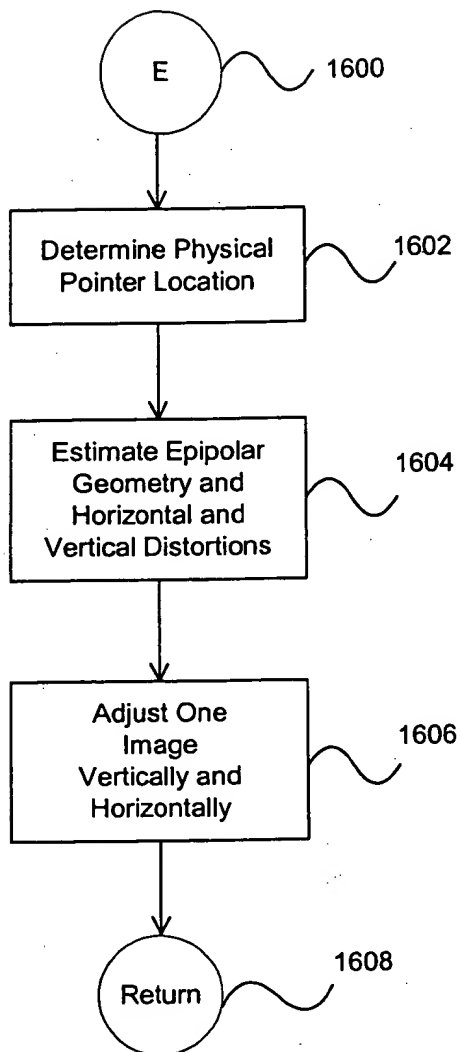 E
1600
Determine Physical
Pointer Location
1602
Estimate Epipolar
Geometry and
Horizontal and
Vertical Distortions
1604
Adjust One
Image
Vertically and
Horizontally
1606
Return
1608